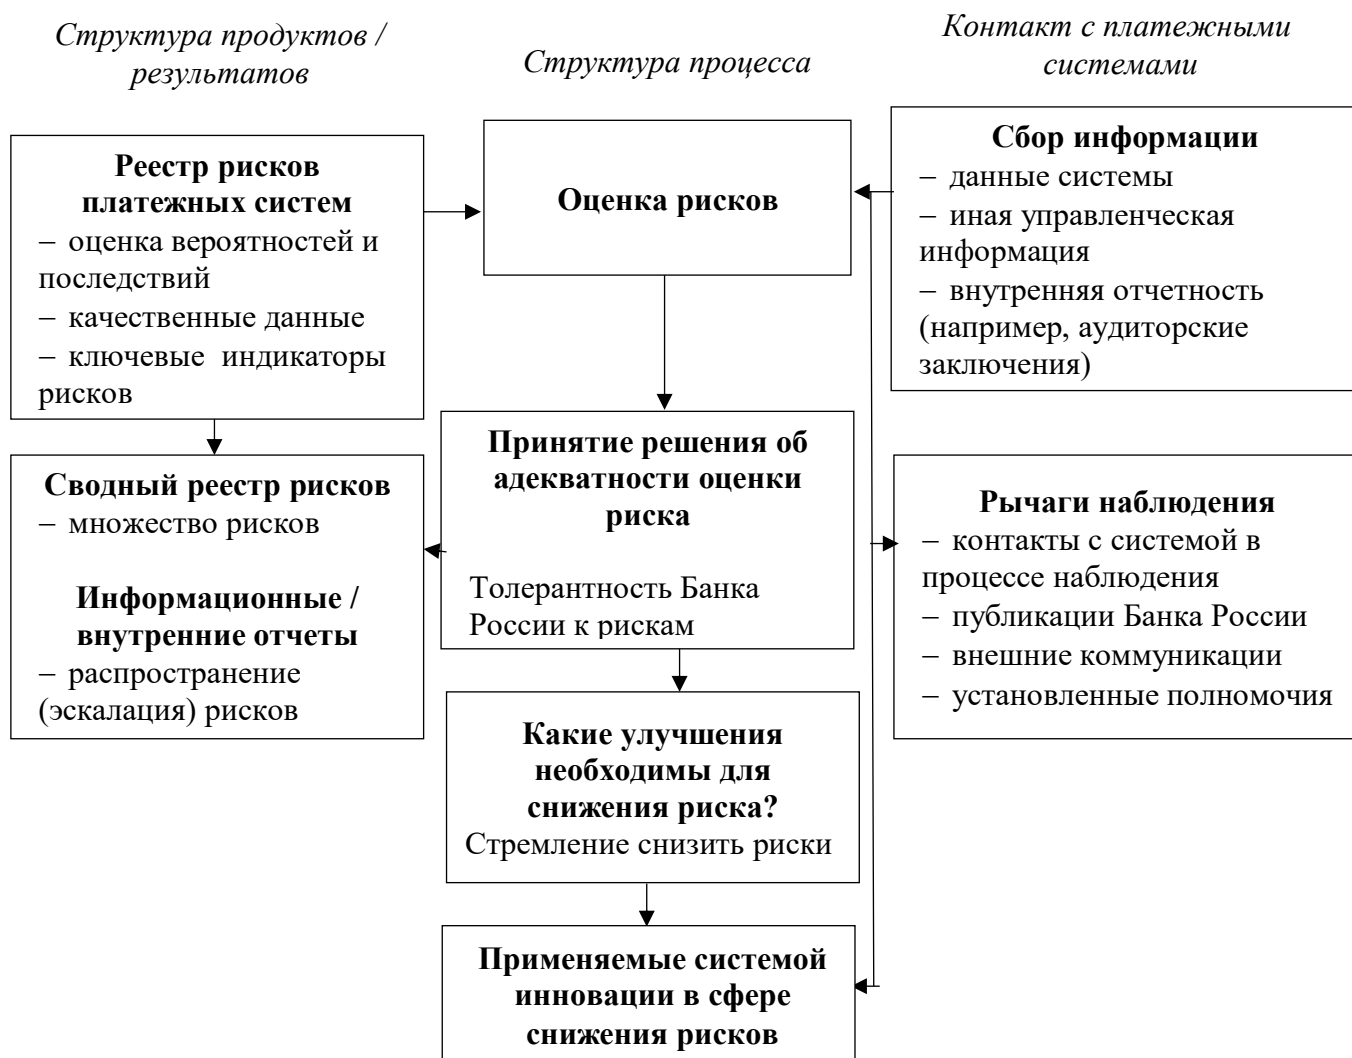 Структура продуктов /
результатов
Структура процесса
Контакт с платежными
системами
Реестр рисков
платежных систем
– оценка вероятностей и
последствий
– качественные данные
– ключевые индикаторы
рисков
Оценка рисков
Сбор информации
– данные системы
– иная управленческая
информация
– внутренняя отчетность
(например, аудиторские
заключения)
Сводный реестр рисков
– множество рисков
Информационные /
внутренние отчеты
– распространение
(эскалация) рисков
Принятие решения об
адекватности оценки
риска
Толерантность Банка
России к рискам
Рычаги наблюдения
– контакты с системой в
процессе наблюдения
– публикации Банка России
– внешние коммуникации
– установленные полномочия
Какие улучшения
необходимы для
снижения риска?
Стремление снизить риски
Применяемые системой
инновации в сфере
снижения рисков